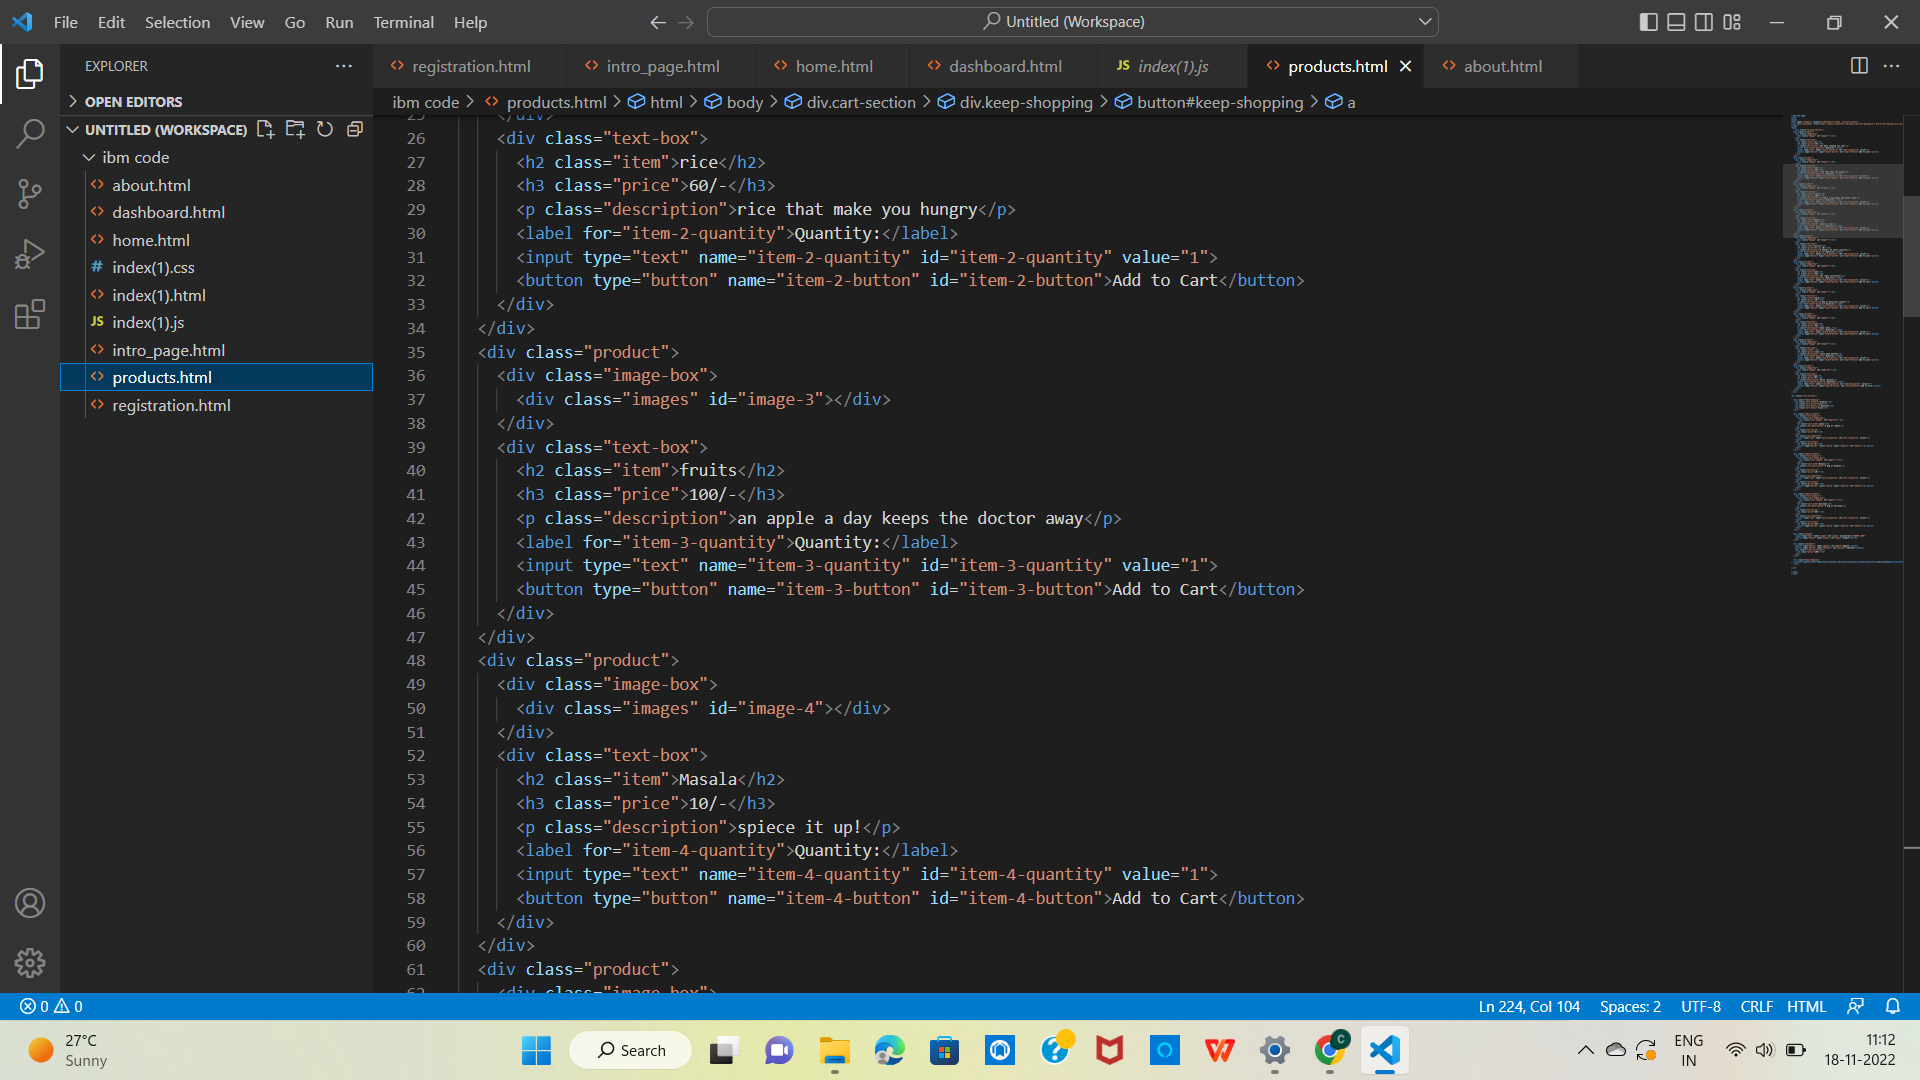 File Edit Selection View Go Run Terminal Help
Untitled (Workspace)
EXPLORER
registration.html intro_page.html home.html dashboard.html JS index(1).js products.html about.html
ibm code > products.html > html > body > div.cart-section > div.keep-shopping > button#keep-shopping > a
OPEN EDITORS
UNTITLED (WORKSPACE)
ibm code
about.html
dashboard.html
home.html
# index(1).css
index(1).html
JS index(1).js
intro_page.html
products.html
registration.html
25 </div>
26 <div class="text-box">
27 <h2 class="item">rice</h2>
28 <h3 class="price">60/-</h3>
29 <p class="description">rice that make you hungry</p>
30 <label for="item-2-quantity">Quantity:</label>
31 <input type="text" name="item-2-quantity" id="item-2-quantity" value="1">
32 <button type="button" name="item-2-button" id="item-2-button">Add to Cart</button>
33 </div>
34 </div>
35 <div class="product">
36 <div class="image-box">
37 <div class="images" id="image-3"></div>
38 </div>
39 <div class="text-box">
40 <h2 class="item">fruits</h2>
41 <h3 class="price">100/-</h3>
42 <p class="description">an apple a day keeps the doctor away</p>
43 <label for="item-3-quantity">Quantity:</label>
44 <input type="text" name="item-3-quantity" id="item-3-quantity" value="1">
45 <button type="button" name="item-3-button" id="item-3-button">Add to Cart</button>
46 </div>
47 </div>
48 <div class="product">
49 <div class="image-box">
50 <div class="images" id="image-4"></div>
51 </div>
52 <div class="text-box">
53 <h2 class="item">Masala</h2>
54 <h3 class="price">10/-</h3>
55 <p class="description">spiece it up!</p>
56 <label for="item-4-quantity">Quantity:</label>
57 <input type="text" name="item-4-quantity" id="item-4-quantity" value="1">
58 <button type="button" name="item-4-button" id="item-4-button">Add to Cart</button>
59 </div>
60 </div>
61 <div class="product">
62 <div class="image-box">
0 0
Ln 224, Col 104 Spaces: 2 UTF-8 CRLF HTML
27°C
Sunny
Search
ENG
IN
11:12
18-11-2022